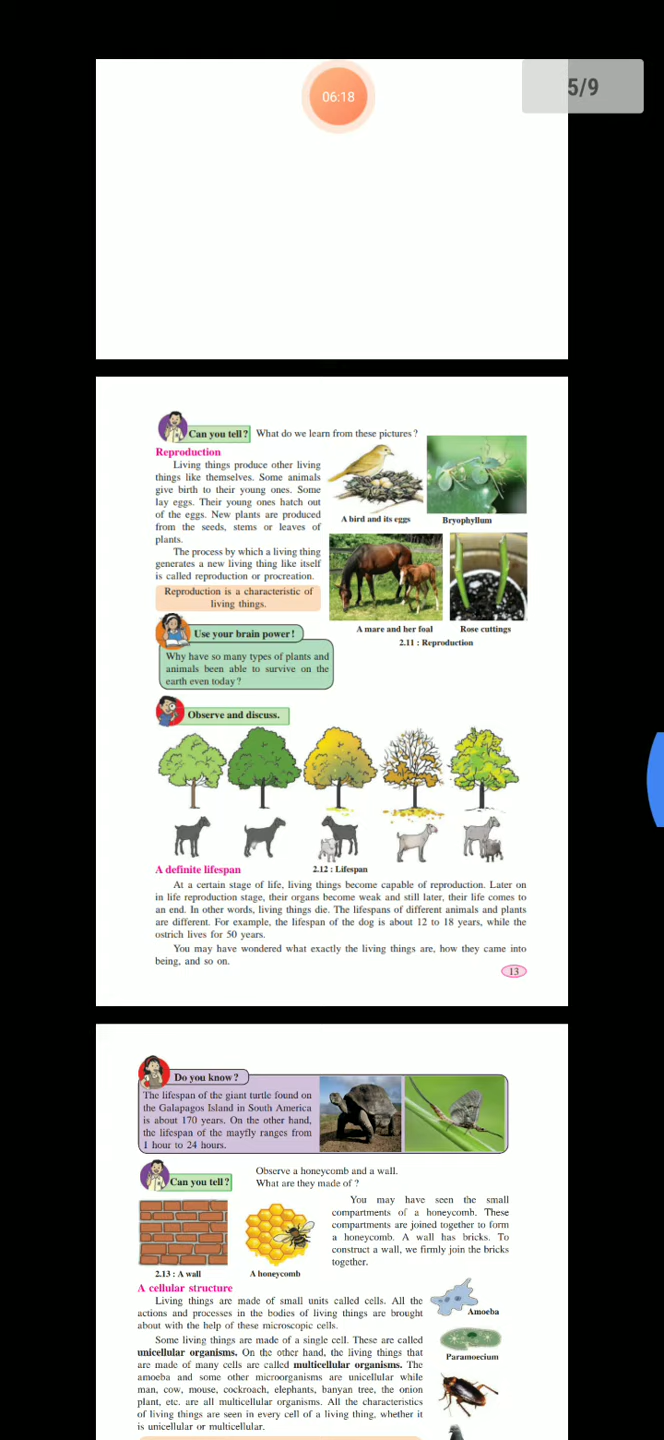 06:18
5/9
Can you tell?
What do we learn from these pictures ?
Reproduction
Living things produce other living
things like themselves. Some animals
give birth to their young ones. Some
lay eggs. Their young ones hatch out
of the eggs. New plants are produced
from the seeds, stems or leaves of
plants.
The process by which a living thing
generates a new living thing like itself
is called reproduction or procreation.
Reproduction is a characteristic of
living things.
A bird and its eggs
Bryophyllum
A mare and her foal
Rose cuttings
2.11 : Reproduction
Use your brain power !
Why have so many types of plants and
animals been able to survive on the
earth even today ?
Observe and discuss.
A definite lifespan
2.12 : Lifespan
At a certain stage of life, living things become capable of reproduction. Later on
in life reproduction stage, their organs become weak and still later, their life comes to
an end. In other words, living things die. The lifespans of different animals and plants
are different. For example, the lifespan of the dog is about 12 to 18 years, while the
ostrich lives for 50 years.
You may have wondered what exactly the living things are, how they came into
being, and so on.
13
Do you know ?
The lifespan of the giant turtle found on
the Galapagos Island in South America
is about 170 years. On the other hand,
the lifespan of the mayfly ranges from
1 hour to 24 hours.
Can you tell ?
Observe a honeycomb and a wall.
What are they made of ?
You may have seen the small
compartments of a honeycomb. These
compartments are joined together to form
a honeycomb. A wall has bricks. To
construct a wall, we firmly join the bricks
together.
2.13 : A wall
A honeycomb
A cellular structure
Living things are made of small units called cells. All the
actions and processes in the bodies of living things are brought
about with the help of these microscopic cells.
Some living things are made of a single cell. These are called
unicellular organisms. On the other hand, the living things that
are made of many cells are called multicellular organisms. The
amoeba and some other microorganisms are unicellular while
man, cow, mouse, cockroach, elephants, banyan tree, the onion
plant, etc. are all multicellular organisms. All the characteristics
of living things are seen in every cell of a living thing, whether it
is unicellular or multicellular.
Amoeba
Paramoecium